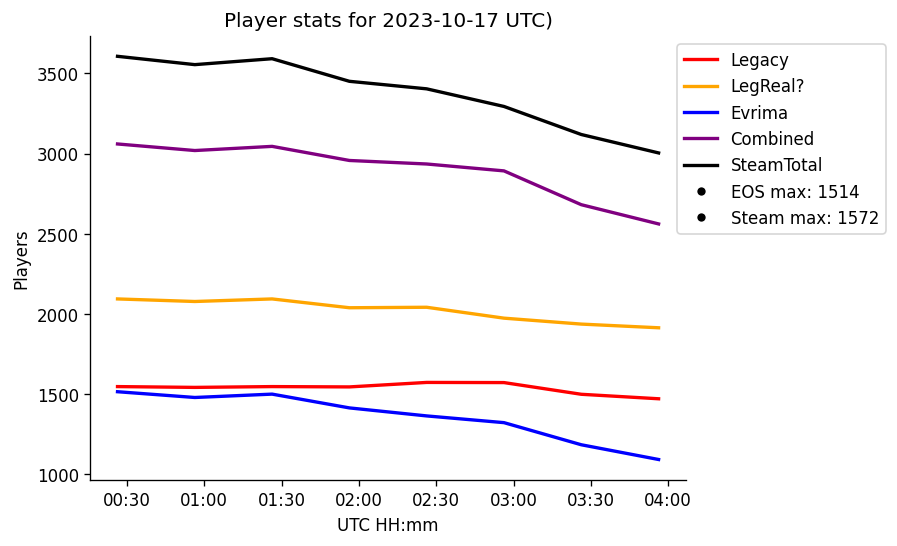 Player stats for 2023-10-17 UTC)
Legacy
LegReal?
Evrima
Combined
SteamTotal
EOS max: 1514
Steam max: 1572
Players
3500
3000
2500
2000
1500
1000
00:30 01:00 01:30 02:00 02:30 03:00 03:30 04:00
UTC HH:mm